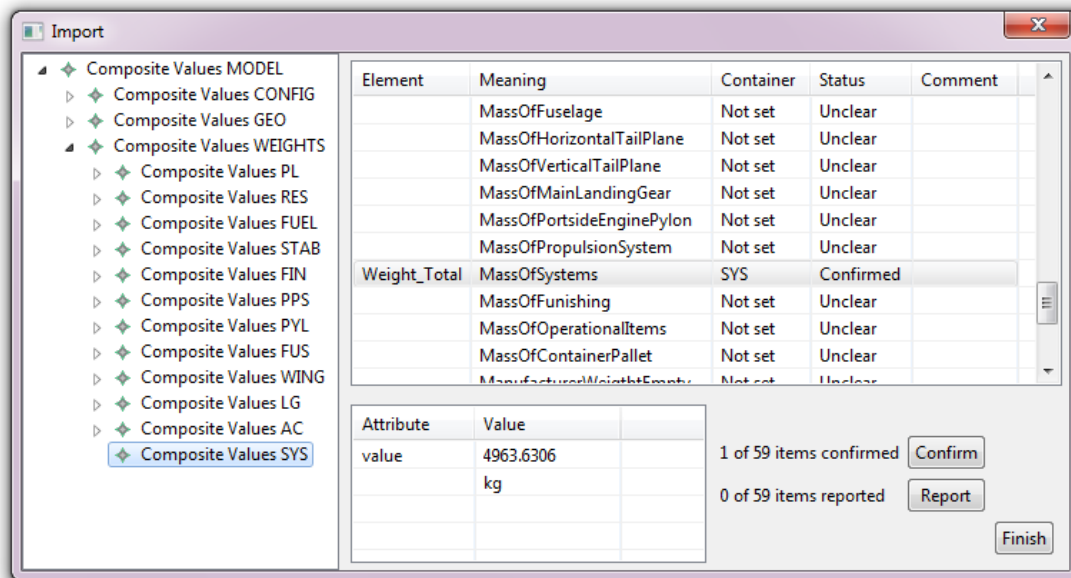 Import
Composite Values MODEL
Composite Values CONFIG
Composite Values GEO
Composite Values WEIGHTS
Composite Values PL
Composite Values RES
Composite Values FUEL
Composite Values STAB
Composite Values FIN
Composite Values PPS
Composite Values PYL
Composite Values FUS
Composite Values WING
Composite Values LG
Composite Values AC
Composite Values SYS
Element Meaning Container Status Comment
MassOfFuselage Not set Unclear
MassOfHorizontalTailPlane Not set Unclear
MassOfVerticalTailPlane Not set Unclear
MassOfMainLandingGear Not set Unclear
MassOfPortsideEnginePylon Not set Unclear
MassOfPropulsionSystem Not set Unclear
Weight_Total MassOfSystems SYS Confirmed
MassOfFunishing Not set Unclear
MassOfOperationalItems Not set Unclear
MassOfContainerPallet Not set Unclear
ManufacturerWeigthtEmpty Not set Unclear
Attribute Value
value 4963.6306
kg
1 of 59 items confirmed Confirm
0 of 59 items reported Report
Finish